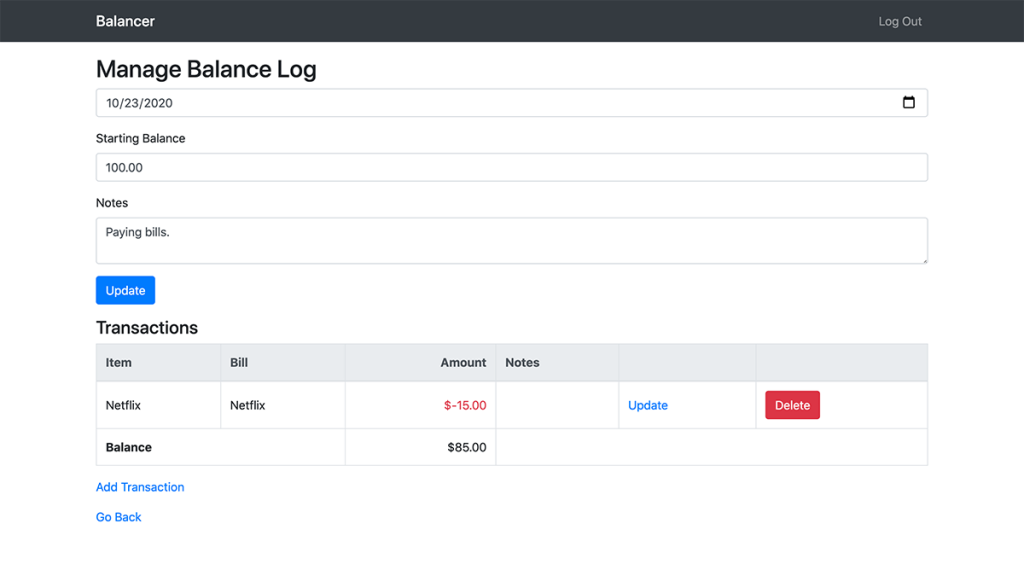 Balancer Log Out
Manage Balance Log
10/23/2020
Starting Balance
100.00
Notes
Paying bills.
Update
Transactions
Item Bill Amount Notes
Netflix Netflix $-15.00 Update Delete
Balance $85.00
Add Transaction
Go Back